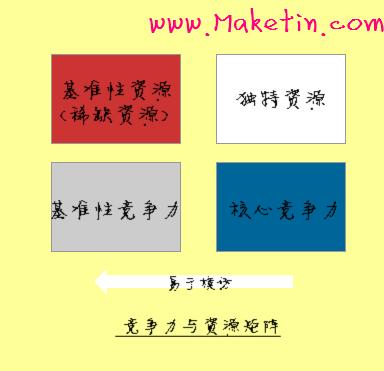 www.Maketin.com
基准性资源
(稀缺资源)
独特资源
基准性竞争力
核心竞争力
易于模仿
竞争力与资源矩阵